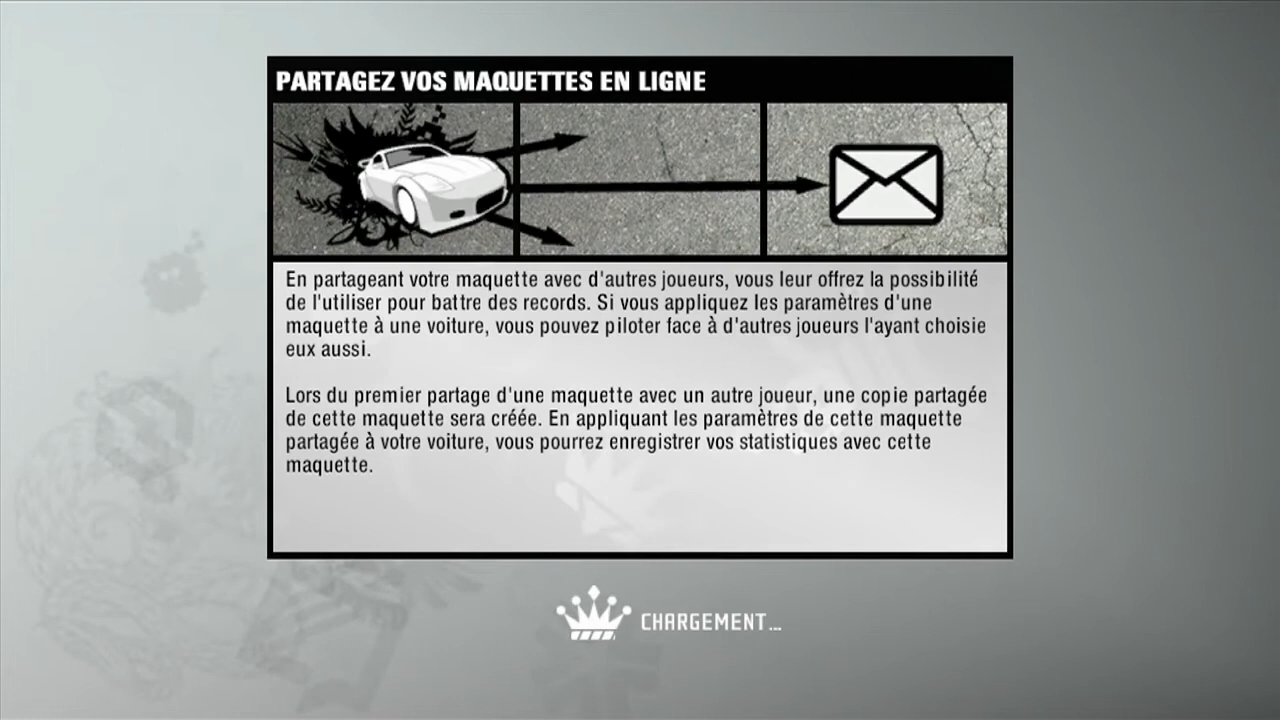 PARTAGEZ VOS MAQUETTES EN LIGNE
En partageant votre maquette avec d'autres joueurs, vous leur offrez la possibilité
de l'utiliser pour battre des records. Si vous appliquez les paramètres d'une
maquette à une voiture, vous pouvez piloter face à d'autres joueurs l'ayant choisie
eux aussi.
Lors du premier partage d'une maquette avec un autre joueur, une copie partagée
de cette maquette sera créée. En appliquant les paramètres de cette maquette
partagée à votre voiture, vous pourrez enregistrer vos statistiques avec cette
maquette.
CHARGEMENT...